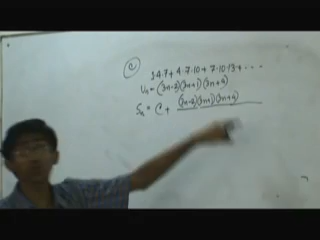 @
1.4.7 + 4.7.10 + 7.10.13 + - - - -
Un = (3n-2)(3n+1)(3n+4)
Sn = C + (3n-2)(3n+1)(3n+4)